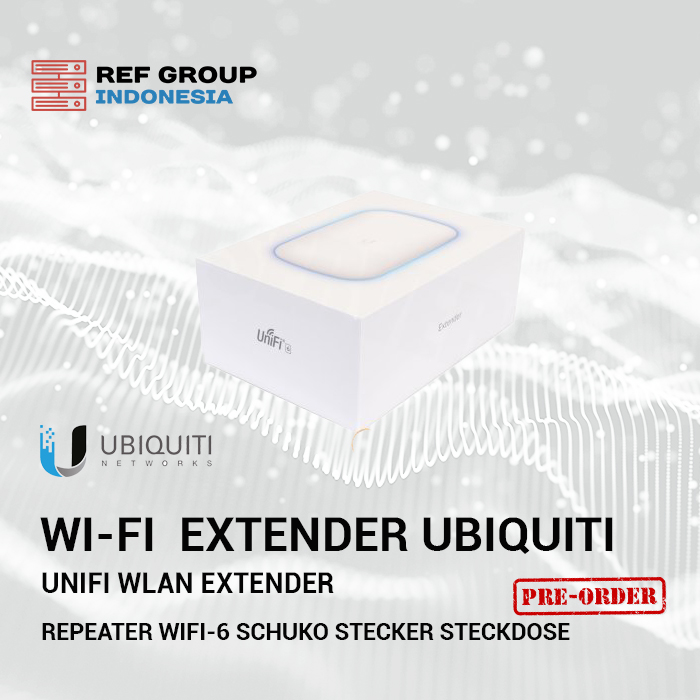 REF GROUP
INDONESIA
UniFi 6
Extender
UBIQUITI
NETWORKS
WI-FI EXTENDER UBIQUITI
UNIFI WLAN EXTENDER
PRE-ORDER
REPEATER WIFI-6 SCHUKO STECKER STECKDOSE